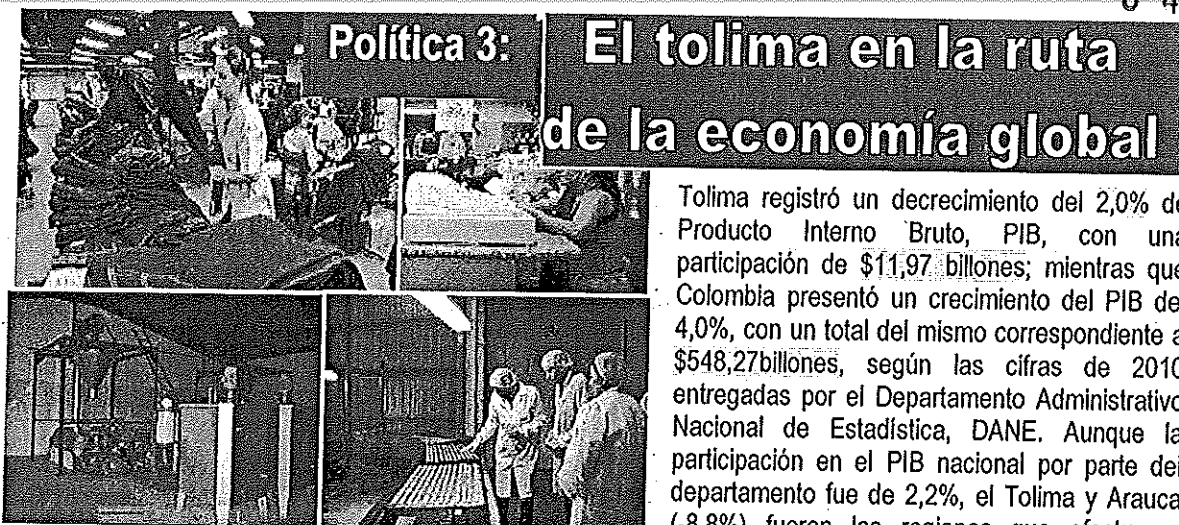 Política 3:
El tolima en la ruta
de la economía global
Tolima registró un decrecimiento del 2,0% de
Producto Interno Bruto, PIB, con una
participación de $11,97 billones; mientras que
Colombia presentó un crecimiento del PIB de
4,0%, con un total del mismo correspondiente a
$548,27billones, según las cifras de 2010
entregadas por el Departamento Administrativo
Nacional de Estadística, DANE. Aunque la
participación en el PIB nacional por parte del
departamento fue de 2,2%, el Tolima y Arauca
(-8,8%) fueron las regiones que